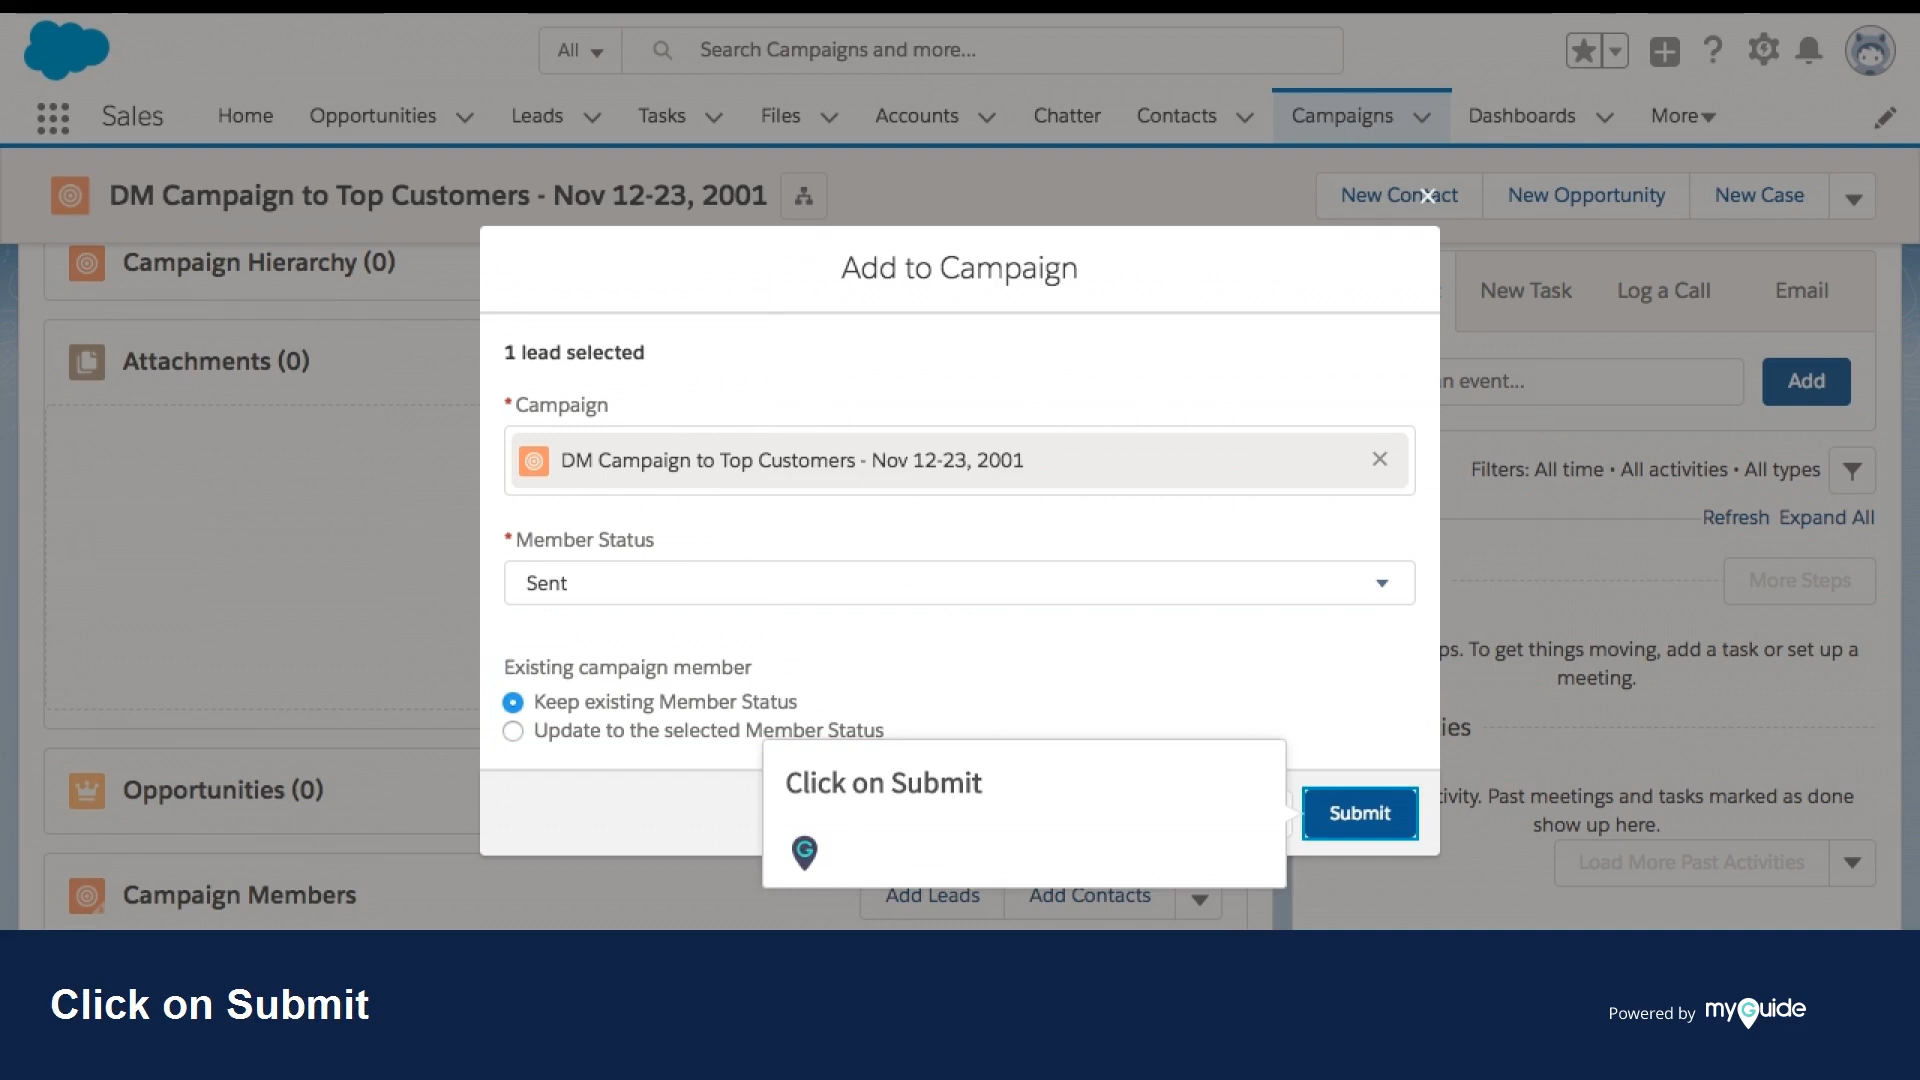 All
Search Campaigns and more...
Sales
Home
Opportunities
Leads
Tasks
Files
Accounts
Chatter
Contacts
Campaigns
Dashboards
More
DM Campaign to Top Customers - Nov 12-23, 2001
New Contact
New Opportunity
New Case
Campaign Hierarchy (0)
Attachments (0)
Opportunities (0)
Campaign Members
Add Leads
Add Contacts
Add to Campaign
1 lead selected
* Campaign
DM Campaign to Top Customers - Nov 12-23, 2001
* Member Status
Sent
Existing campaign member
Keep existing Member Status
Update to the selected Member Status
Click on Submit
Submit
New Task
Log a Call
Email
event...
Add
Filters: All time • All activities • All types
Refresh
Expand All
More Steps
To get things moving, add a task or set up a
meeting.
Past meetings and tasks marked as done
show up here.
Load More Past Activities
Click on Submit
Powered by myGuide